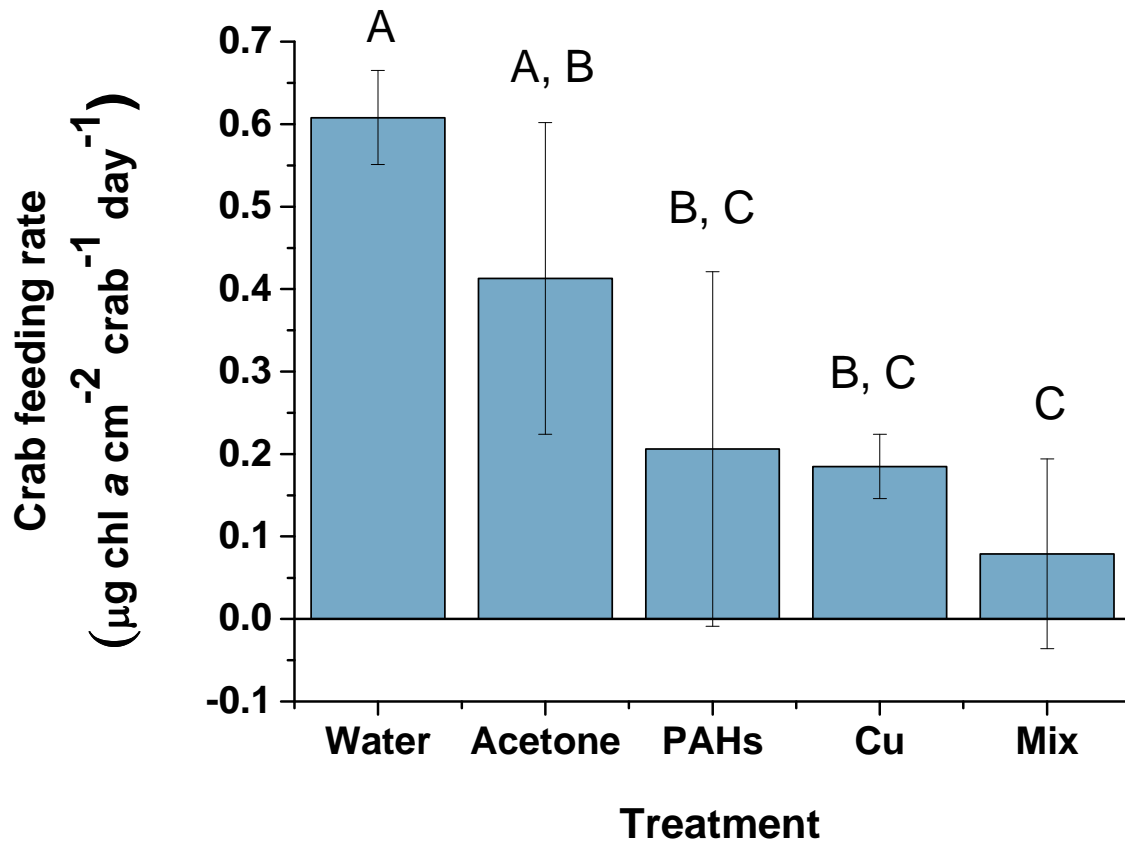 Crab feeding rate
(μg chl a cm⁻² crab⁻¹ day⁻¹)
0.7
0.6
0.5
0.4
0.3
0.2
0.1
0.0
-0.1
A
A, B
B, C
B, C
C
Water Acetone PAHs Cu Mix
Treatment